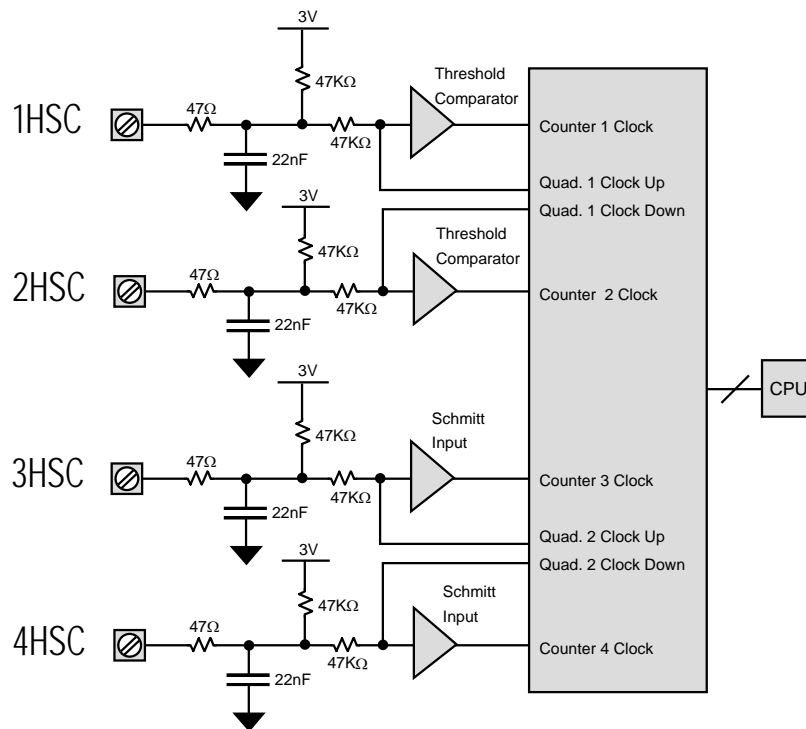 3V
47KΩ
Threshold
Comparator
1HSC
47Ω
47KΩ
22nF
Counter 1 Clock
Quad. 1 Clock Up
Quad. 1 Clock Down
3V
47KΩ
Threshold
Comparator
2HSC
47Ω
47KΩ
22nF
Counter  2 Clock
CPU
3V
47KΩ
Schmitt
Input
3HSC
47Ω
47KΩ
22nF
Counter 3 Clock
Quad. 2 Clock Up
Quad. 2 Clock Down
3V
47KΩ
Schmitt
Input
4HSC
47Ω
47KΩ
22nF
Counter 4 Clock